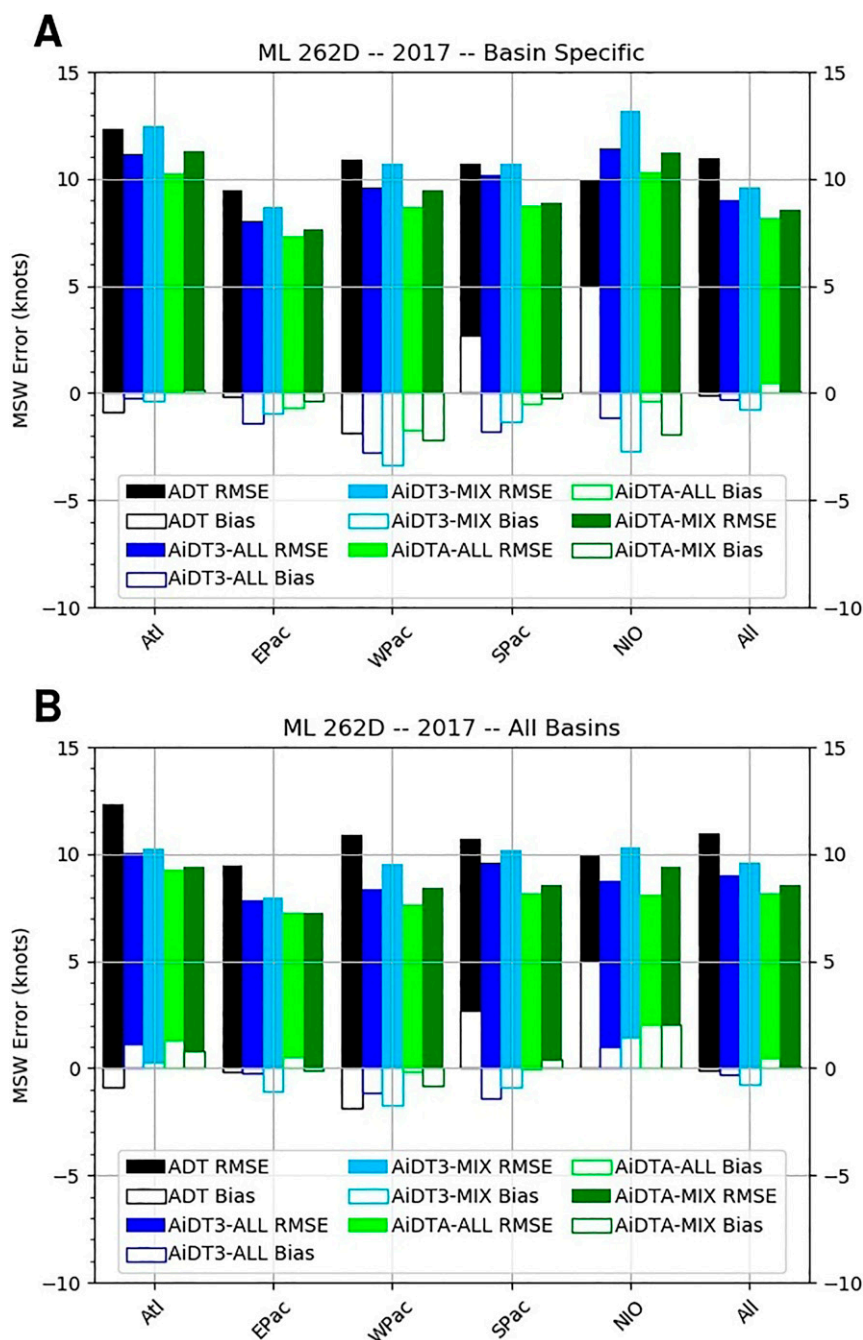 A
ML 262D -- 2017 -- Basin Specific
15 15
10 10
5 5
0 0
−5 −5
−10 −10
MSW Error (knots)
ADT RMSE AiDT3-MIX RMSE AiDTA-ALL Bias
ADT Bias AiDT3-MIX Bias AiDTA-MIX RMSE
AiDT3-ALL RMSE AiDTA-ALL RMSE AiDTA-MIX Bias
AiDT3-ALL Bias
Atl EPac WPac SPac NIO All
B
ML 262D -- 2017 -- All Basins
15 15
10 10
5 5
0 0
−5 −5
−10 −10
MSW Error (knots)
ADT RMSE AiDT3-MIX RMSE AiDTA-ALL Bias
ADT Bias AiDT3-MIX Bias AiDTA-MIX RMSE
AiDT3-ALL RMSE AiDTA-ALL RMSE AiDTA-MIX Bias
AiDT3-ALL Bias
Atl EPac WPac SPac NIO All